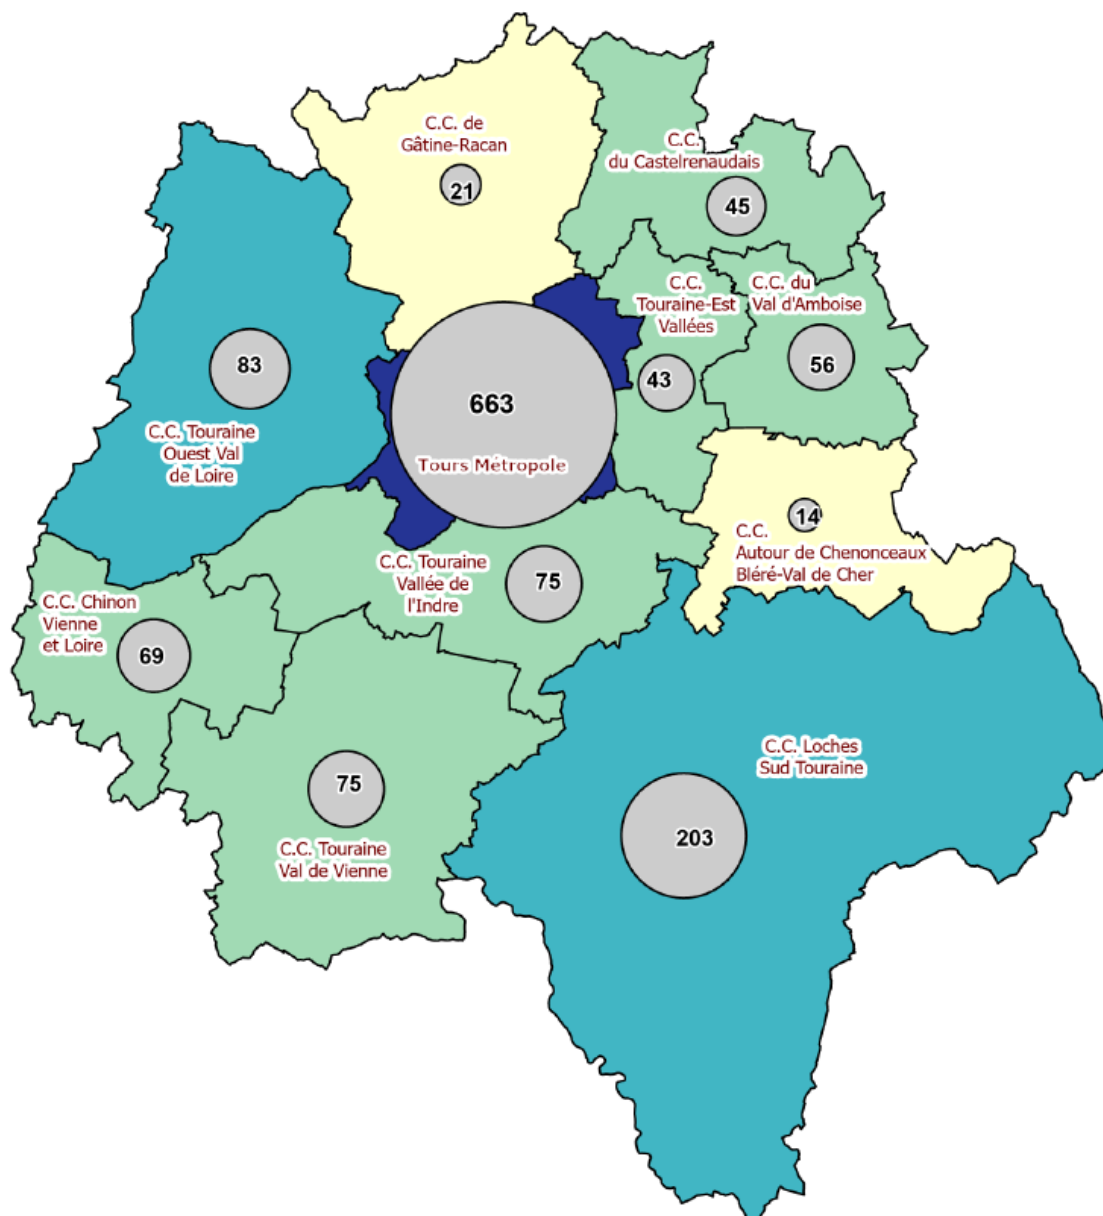 C.C. de
Gâtine-Racan
21
C.C.
du Castelrenaudais
45
C.C.
Touraine-Est
Vallées
43
C.C. du
Val d'Amboise
56
83
C.C. Touraine
Ouest Val
de Loire
663
Tours Métropole
14
C.C.
Autour de Chenonceaux
Bléré-Val de Cher
C.C. Touraine
Vallée de
l'Indre
75
C.C. Chinon
Vienne
et Loire
69
75
C.C. Touraine
Val de Vienne
C.C. Loches
Sud Touraine
203